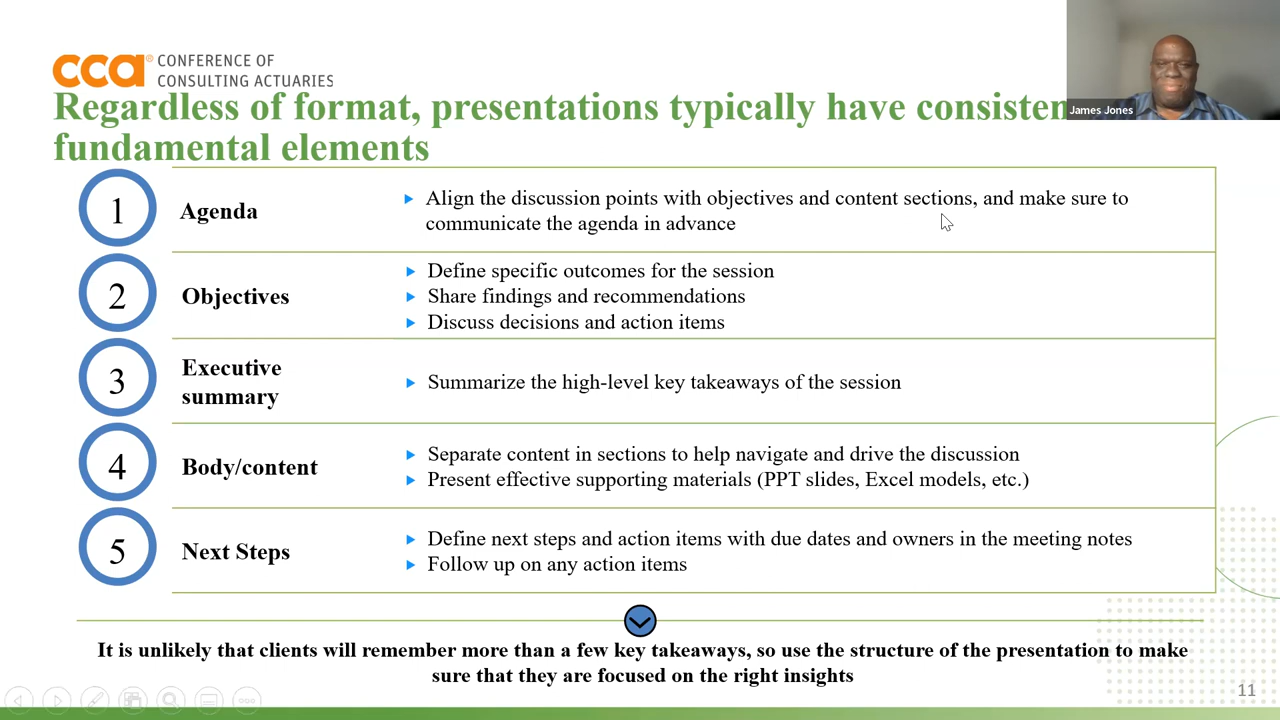 cca® CONFERENCE OF
CONSULTING ACTUARIES
James Jones
Regardless of format, presentations typically have consisten
fundamental elements
1
Agenda
Align the discussion points with objectives and content sections, and make sure to
communicate the agenda in advance
2
Objectives
Define specific outcomes for the session
Share findings and recommendations
Discuss decisions and action items
3
Executive
summary
Summarize the high-level key takeaways of the session
4
Body/content
Separate content in sections to help navigate and drive the discussion
Present effective supporting materials (PPT slides, Excel models, etc.)
5
Next Steps
Define next steps and action items with due dates and owners in the meeting notes
Follow up on any action items
It is unlikely that clients will remember more than a few key takeaways, so use the structure of the presentation to make
sure that they are focused on the right insights
11